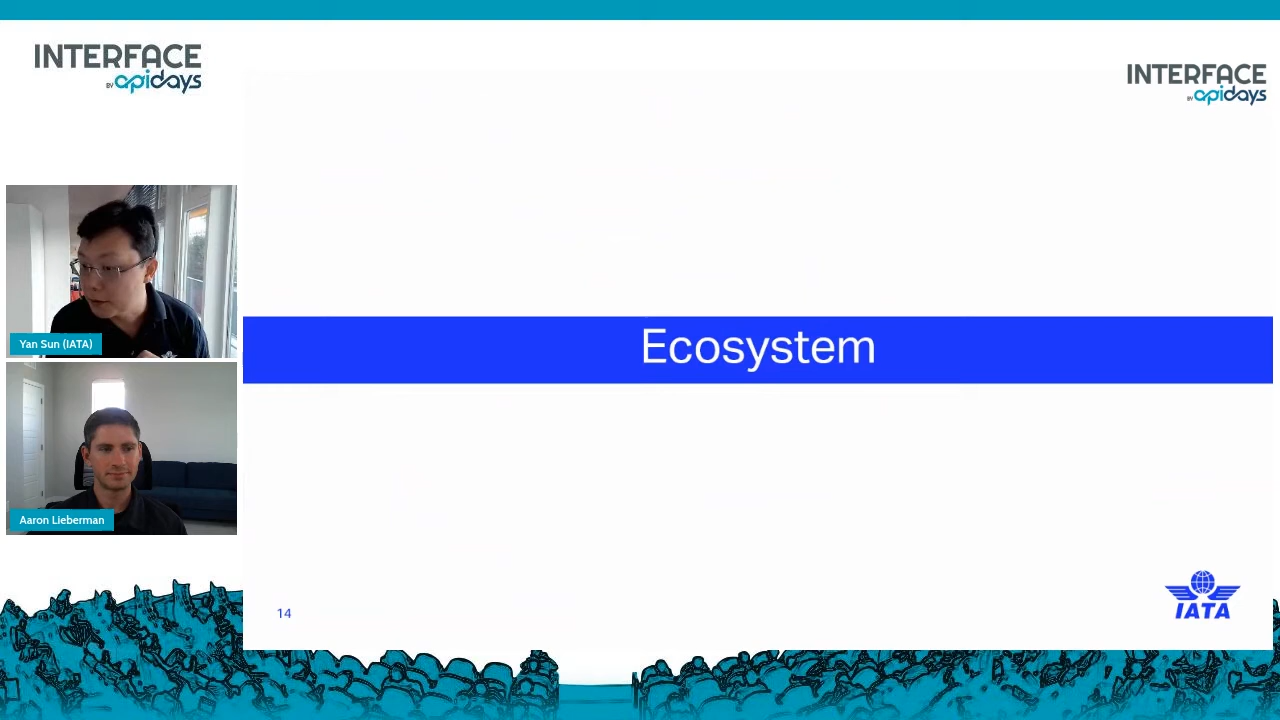 INTERFACE
BY apidays
INTERFACE
BY apidays
Yan Sun (IATA)
Ecosystem
Aaron Lieberman
14
IATA